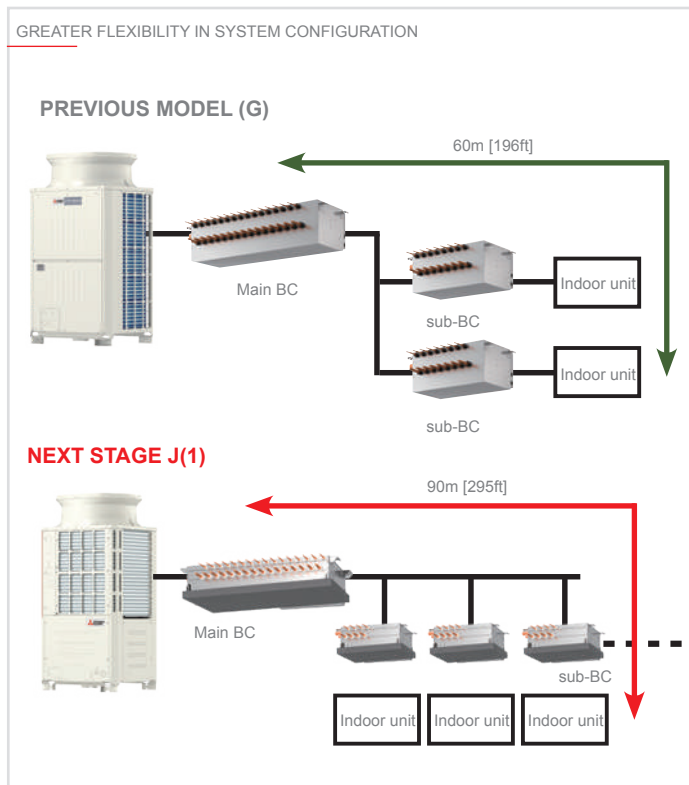 GREATER FLEXIBILITY IN SYSTEM CONFIGURATION
PREVIOUS MODEL (G)
60m [196ft]
Main BC
Indoor unit
sub-BC
Indoor unit
sub-BC
NEXT STAGE J(1)
90m [295ft]
Main BC
sub-BC
Indoor unit
Indoor unit
Indoor unit